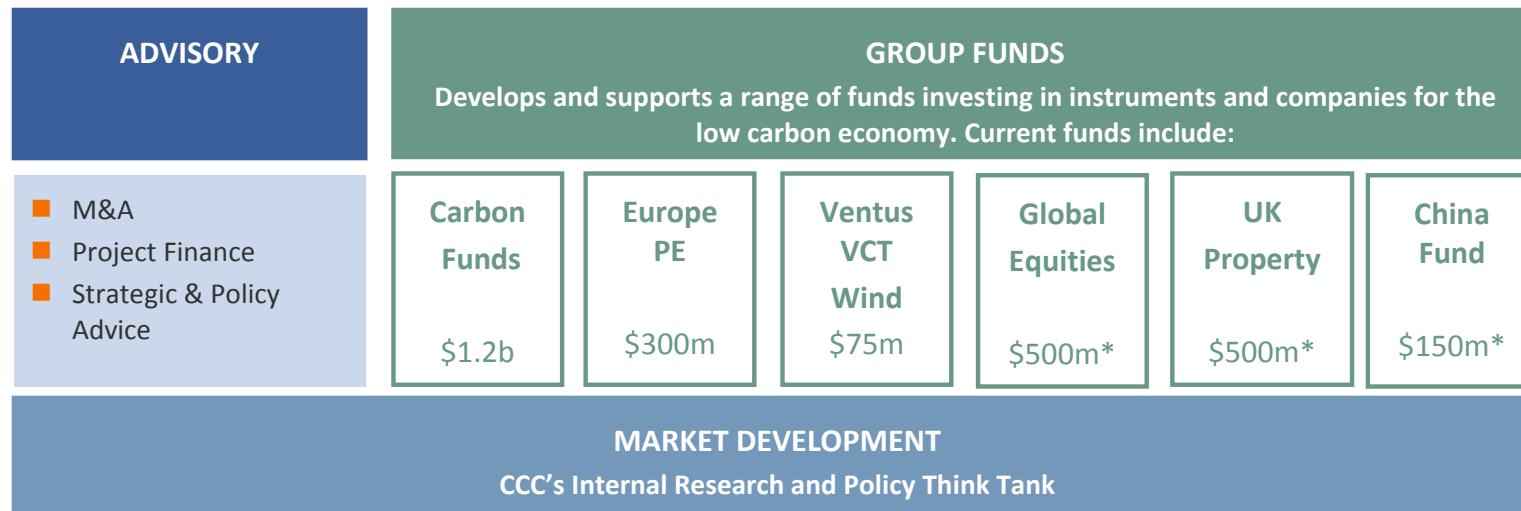 ADVISORY
GROUP FUNDS
Develops and supports a range of funds investing in instruments and companies for the
low carbon economy. Current funds include:
M&A
Project Finance
Strategic & Policy
Advice
Carbon
Funds
$1.2b
Europe
PE
$300m
Ventus
VCT
Wind
$75m
Global
Equities
$500m*
UK
Property
$500m*
China
Fund
$150m*
MARKET DEVELOPMENT
CCC’s Internal Research and Policy Think Tank